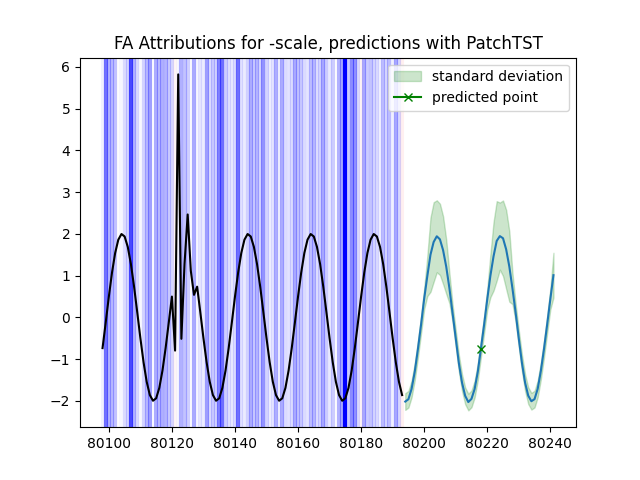 FA Attributions for -scale, predictions with PatchTST
standard deviation
predicted point
6
5
4
3
2
1
0
−1
−2
80100 80120 80140 80160 80180 80200 80220 80240